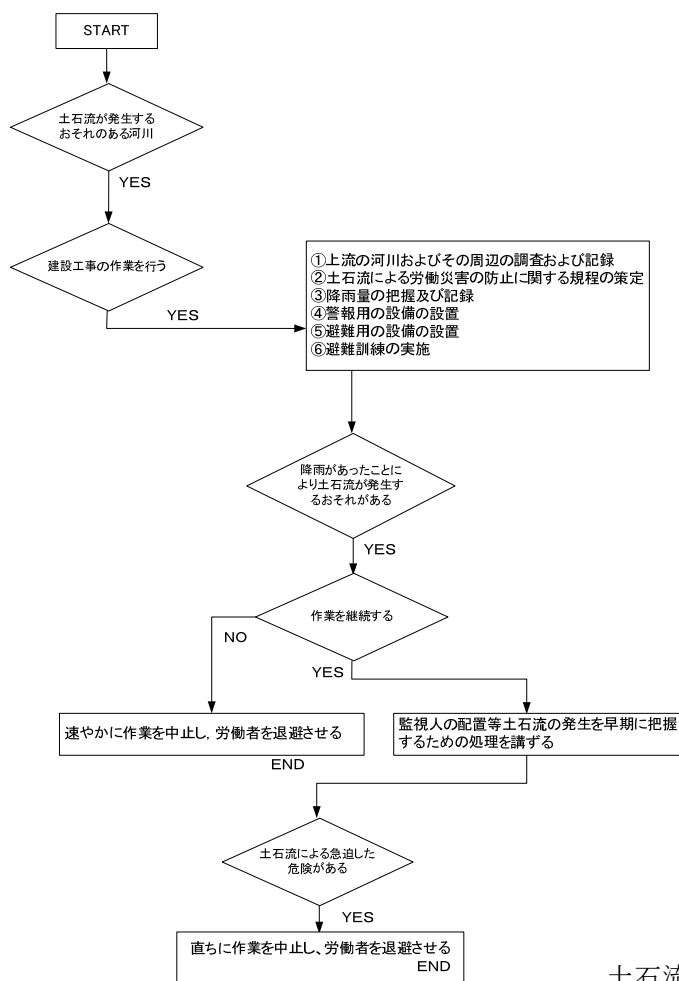 START
土石流が発生する
おそれのある河川
YES
建設工事の作業を行う
YES
①上流の河川およびその周辺の調査および記録
②土石流による労働災害の防止に関する規程の策定
③降雨量の把握及び記録
④警報用の設備の設置
⑤避難用の設備の設置
⑥避難訓練の実施
降雨があったことに
より土石流が発生す
るおそれがある
YES
作業を継続する
NO
YES
速やかに作業を中止し，労働者を退避させる
END
監視人の配置等土石流の発生を早期に把握
するための処理を講ずる
土石流による急迫した
危険がある
YES
直ちに作業を中止し、労働者を退避させる
END
土石流